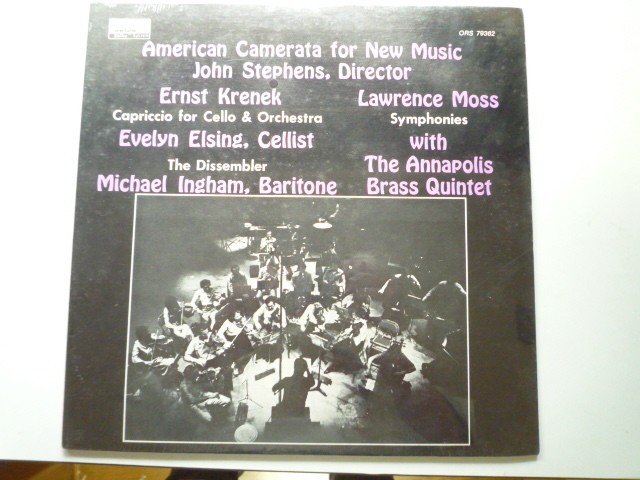 ORS 79362
American Camerata for New Music
John Stephens, Director
Ernst Krenek
Capriccio for Cello & Orchestra
Evelyn Elsing, Cellist
The Dissembler
Michael Ingham, Baritone
Lawrence Moss
Symphonies
with
The Annapolis
Brass Quintet